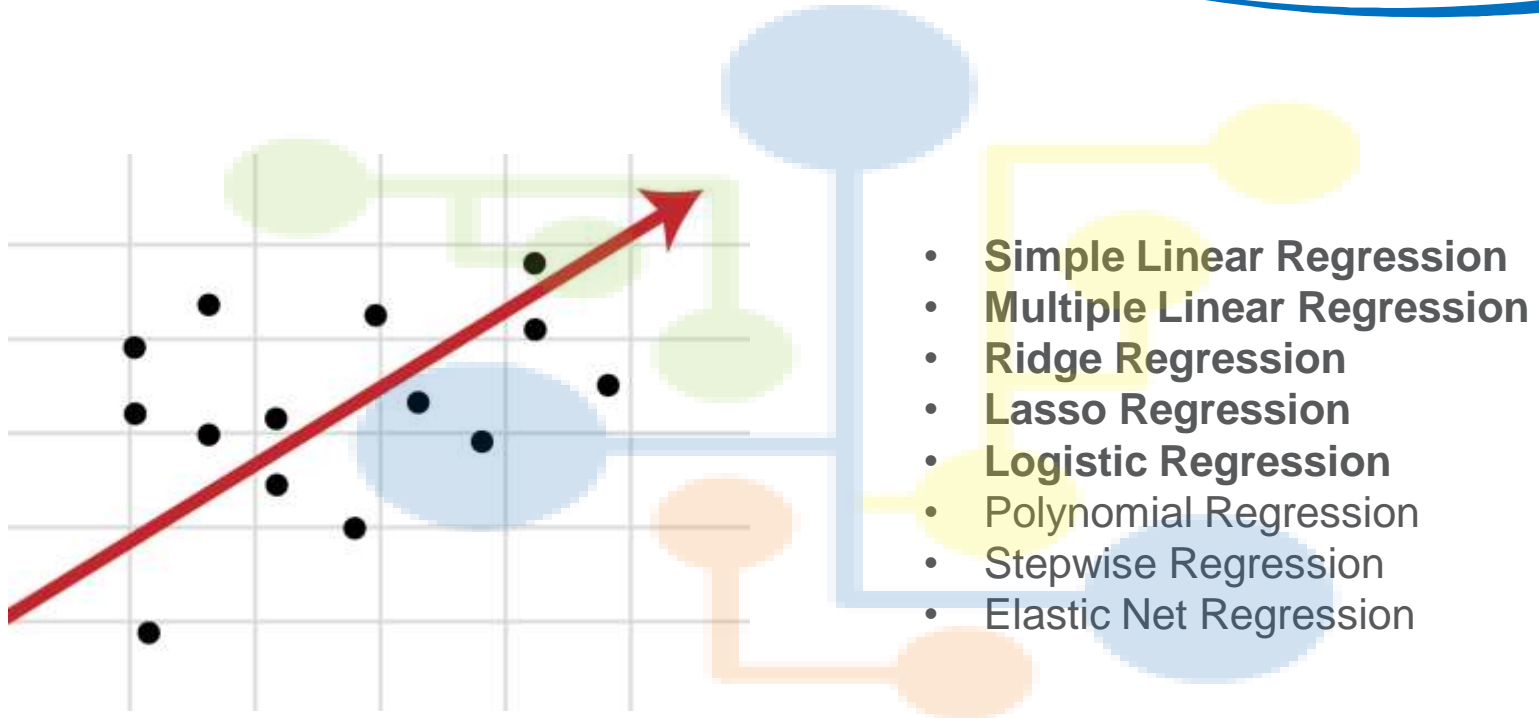 • Simple Linear Regression
• Multiple Linear Regression
• Ridge Regression
• Lasso Regression
• Logistic Regression
• Polynomial Regression
• Stepwise Regression
• Elastic Net Regression